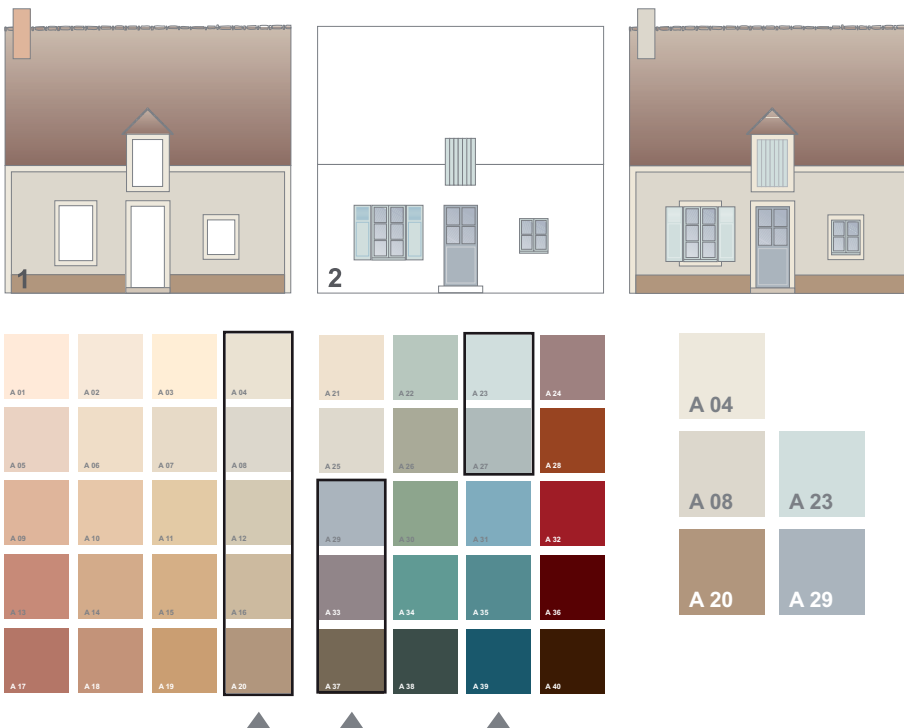 1
2
A 01 A 02 A 03 A 04
A 05 A 06 A 07 A 08
A 09 A 10 A 11 A 12
A 13 A 14 A 15 A 16
A 17 A 18 A 19 A 20
A 21 A 22 A 23 A 24
A 25 A 26 A 27 A 28
A 29 A 30 A 31 A 32
A 33 A 34 A 35 A 36
A 37 A 38 A 39 A 40
A 04
A 08 A 23
A 20 A 29